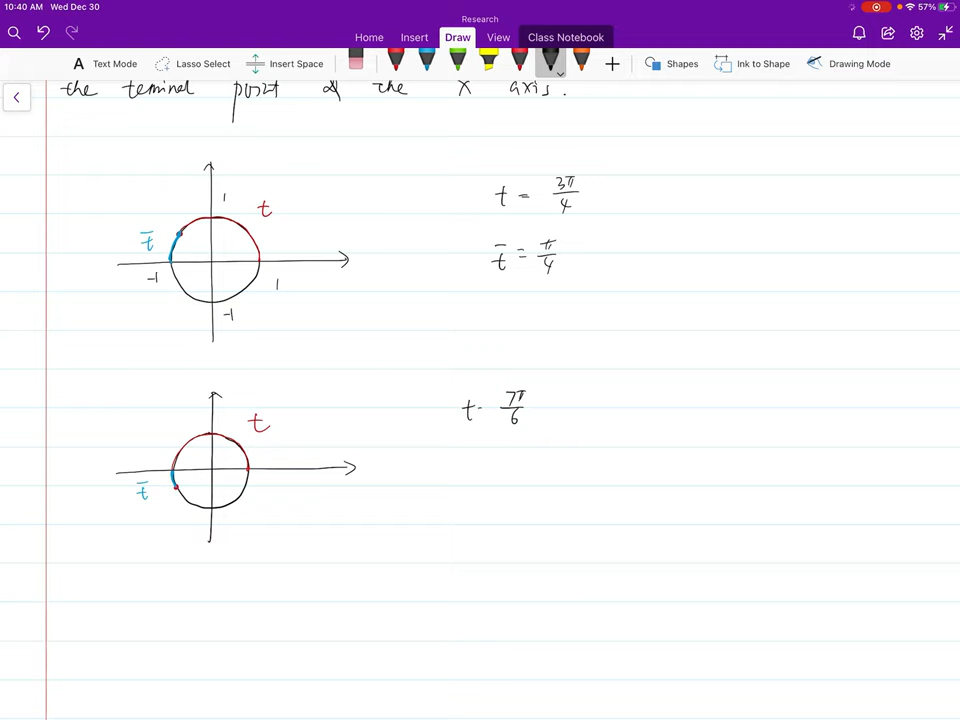 10:40 AM Wed Dec 30
57%
Research
Home Insert Draw View Class Notebook
Text Mode Lasso Select Insert Space Shapes Ink to Shape Drawing Mode
the teminal point & the x axis.
1
t
t = 3π/4
t̄
t̄ = π/4
-1
1
-1
t
t = 7π/6
t̄